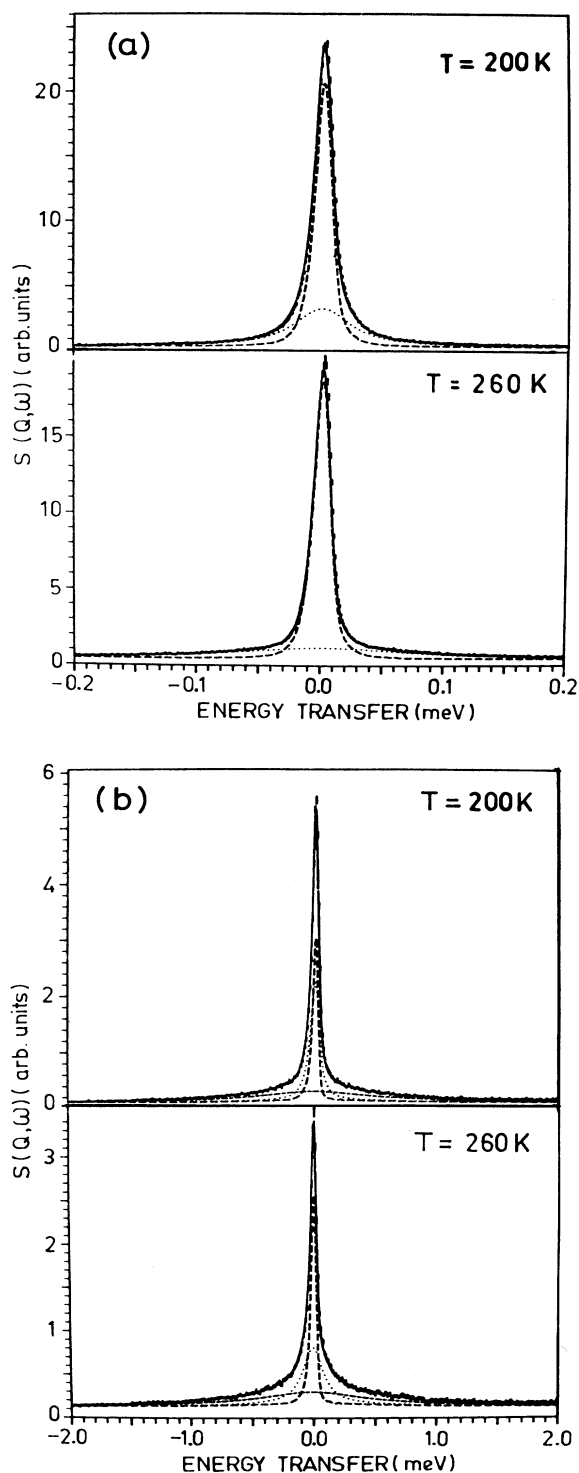 (a)
T = 200 K
20
10
0
S (Q,ω) (arb.units)
T = 260 K
15
10
5
0
-0.2 -0.1 0.0 0.1 0.2
ENERGY TRANSFER (meV)
(b)
T = 200K
6
4
2
0
S(Q,ω) (arb. units)
T = 260 K
3
2
1
0
-2.0 -1.0 0.0 1.0 2.0
ENERGY TRANSFER (meV)